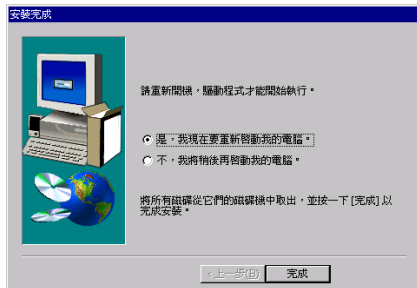 安裝完成
請重新開機，驅動程式才能開始執行。
是，我現在要重新啓動我的電腦。
不，我將稍後再啓動我的電腦。
將所有磁碟從它們的磁碟機中取出，並按一下 [完成] 以
完成安裝。
<上一步(B) 完成